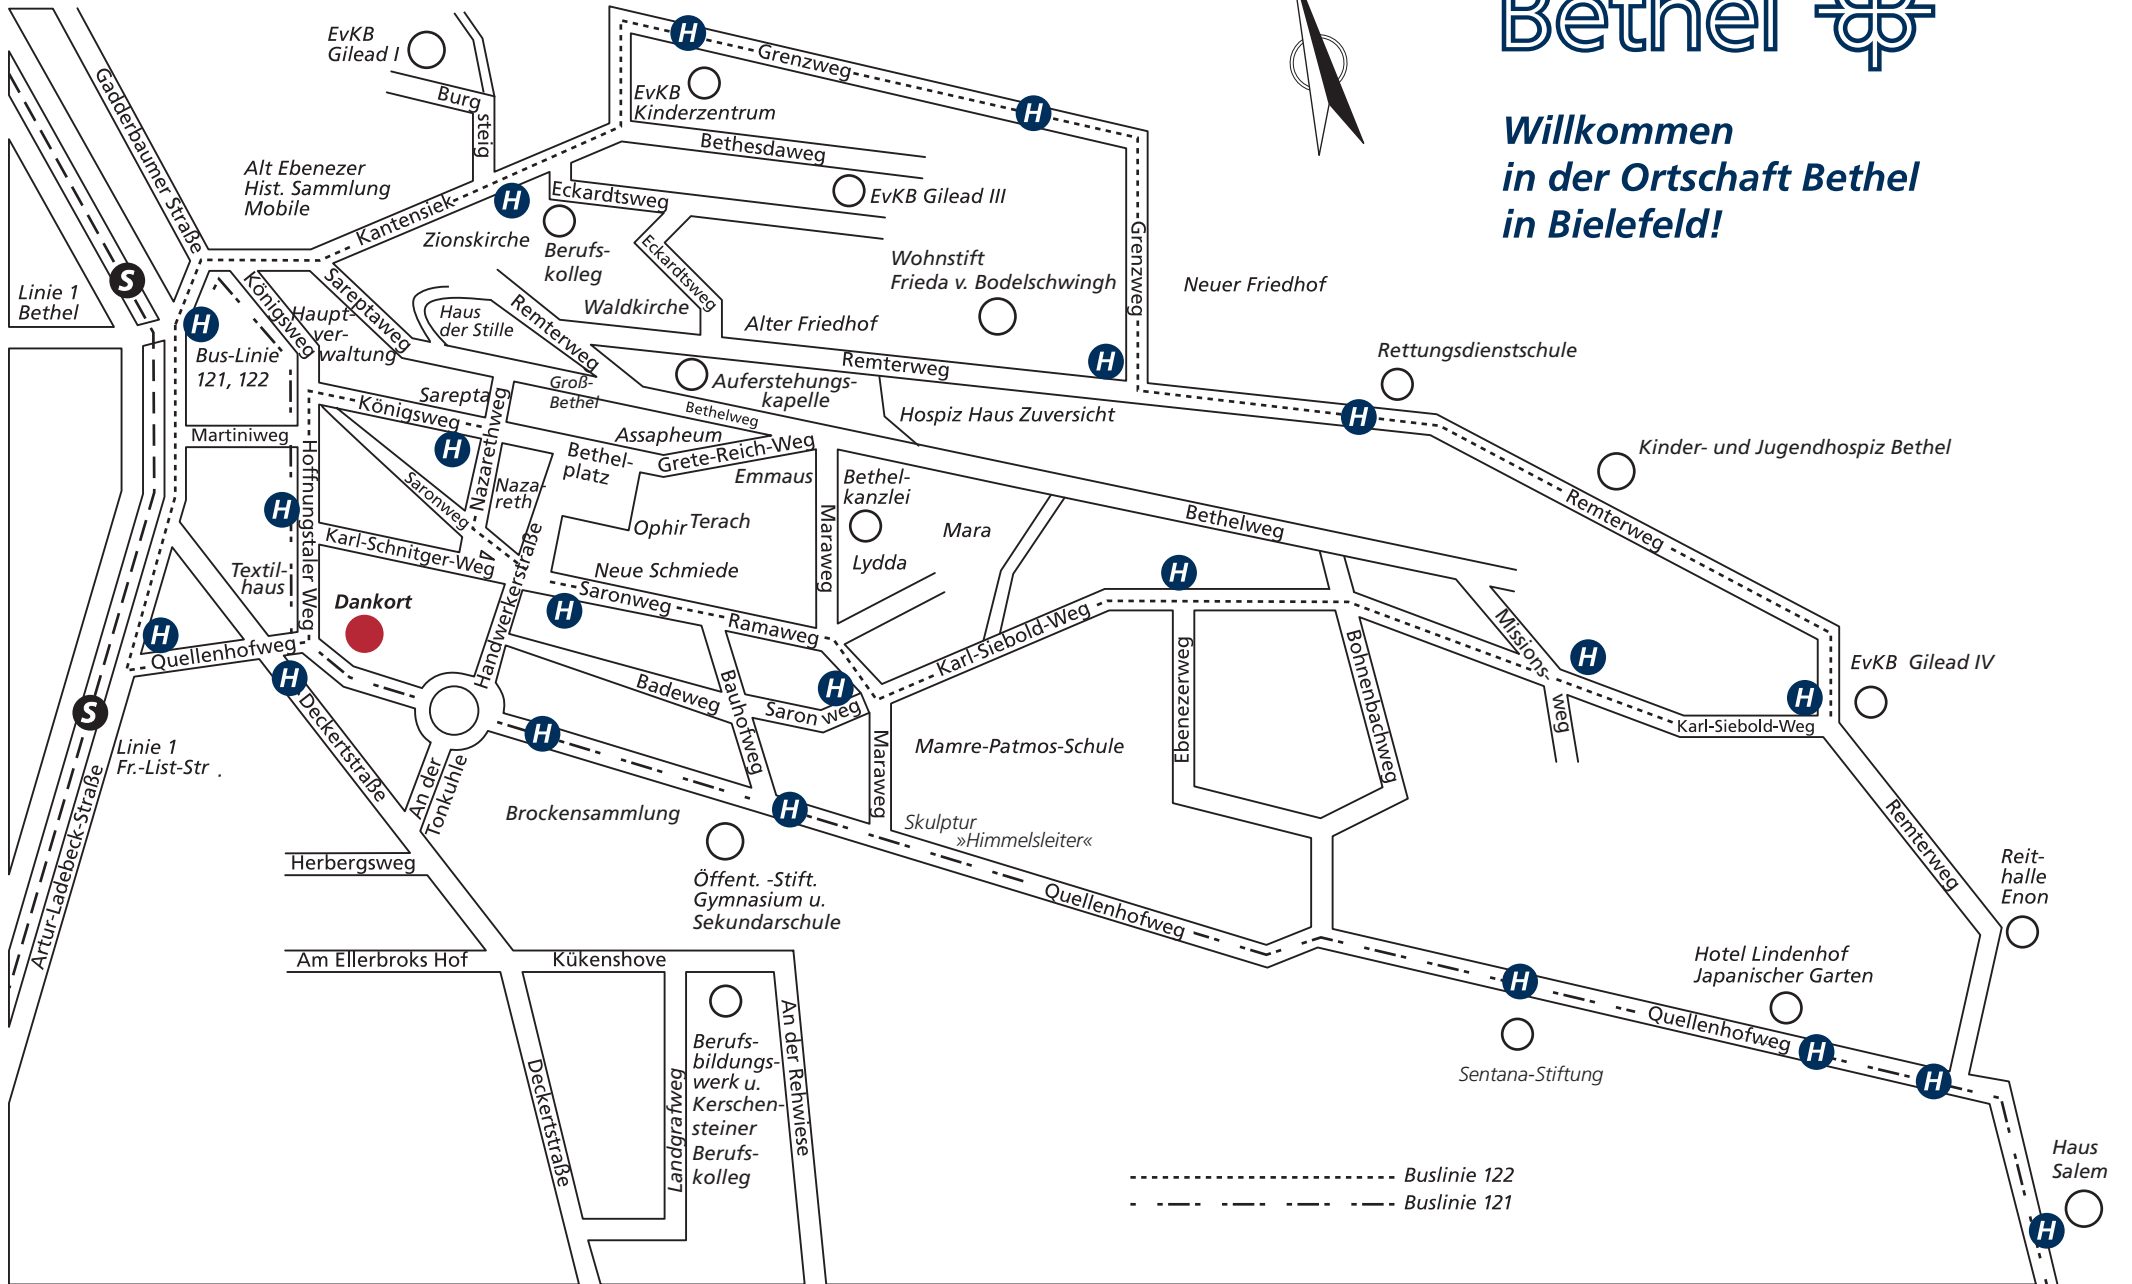 Bethel
Willkommen
in der Ortschaft Bethel
in Bielefeld!
EvKB
Gilead I
Gadderbaumer Straße
Burg
steig
H
Grenzweg
H
EvKB
Kinderzentrum
Bethesdaweg
Alt Ebenezer
Hist. Sammlung
Mobile
Kantensiek
H
Eckardtsweg
EvKB Gilead III
Zionskirche
Berufs-
kolleg
Eckardtsweg
Wohnstift
Frieda v. Bodelschwingh
Grenzweg
Neuer Friedhof
S
Linie 1
Bethel
H
Königsweg
Sareptaweg
Haupt-
ver-
waltung
Haus
der Stille
Remterweg
Waldkirche
Alter Friedhof
Bus-Linie
121, 122
Remterweg
H
Rettungsdienstschule
H
Auferstehungs-
kapelle
Hospiz Haus Zuversicht
Groß-
Bethel
Sarepta
Königsweg
Bethelweg
Assapheum
Grete-Reich-Weg
Martiniweg
Hoffnungstaler Weg
H
Nazarethweg
Bethel-
platz
Emmaus
Bethel-
kanzlei
Kinder- und Jugendhospiz Bethel
Saronweg
Naza-
reth
H
Ophir
Terach
Maraweg
Mara
Bethelweg
Remterweg
Karl-Schnitger-Weg
Handwerkerstraße
Neue Schmiede
Lydda
H
Textil-
haus
Dankort
H
Saronweg
Ramaweg
Karl-Siebold-Weg
Missions-
weg
H
H
Quellenhofweg
H
Badeweg
Bauhofweg
Saron weg
H
Ebenezerweg
Bohnenbachweg
EvKB Gilead IV
H
Karl-Siebold-Weg
S
Linie 1
Fr.-List-Str .
Deckertstraße
H
Maraweg
Mamre-Patmos-Schule
An der
Tonkuhle
Brockensammlung
H
Skulptur
»Himmelsleiter«
Remterweg
Artur-Ladebeck-Straße
Herbergsweg
Öffent. -Stift.
Gymnasium u.
Sekundarschule
Quellenhofweg
Reit-
halle
Enon
Am Ellerbroks Hof
Kükenshove
Hotel Lindenhof
Japanischer Garten
H
Quellenhofweg
H
H
Sentana-Stiftung
Deckertstraße
Landgrafweg
Berufs-
bildungs-
werk u.
Kerschen-
steiner
Berufs-
kolleg
An der Rehwiese
Haus
Salem
H
Buslinie 122
Buslinie 121